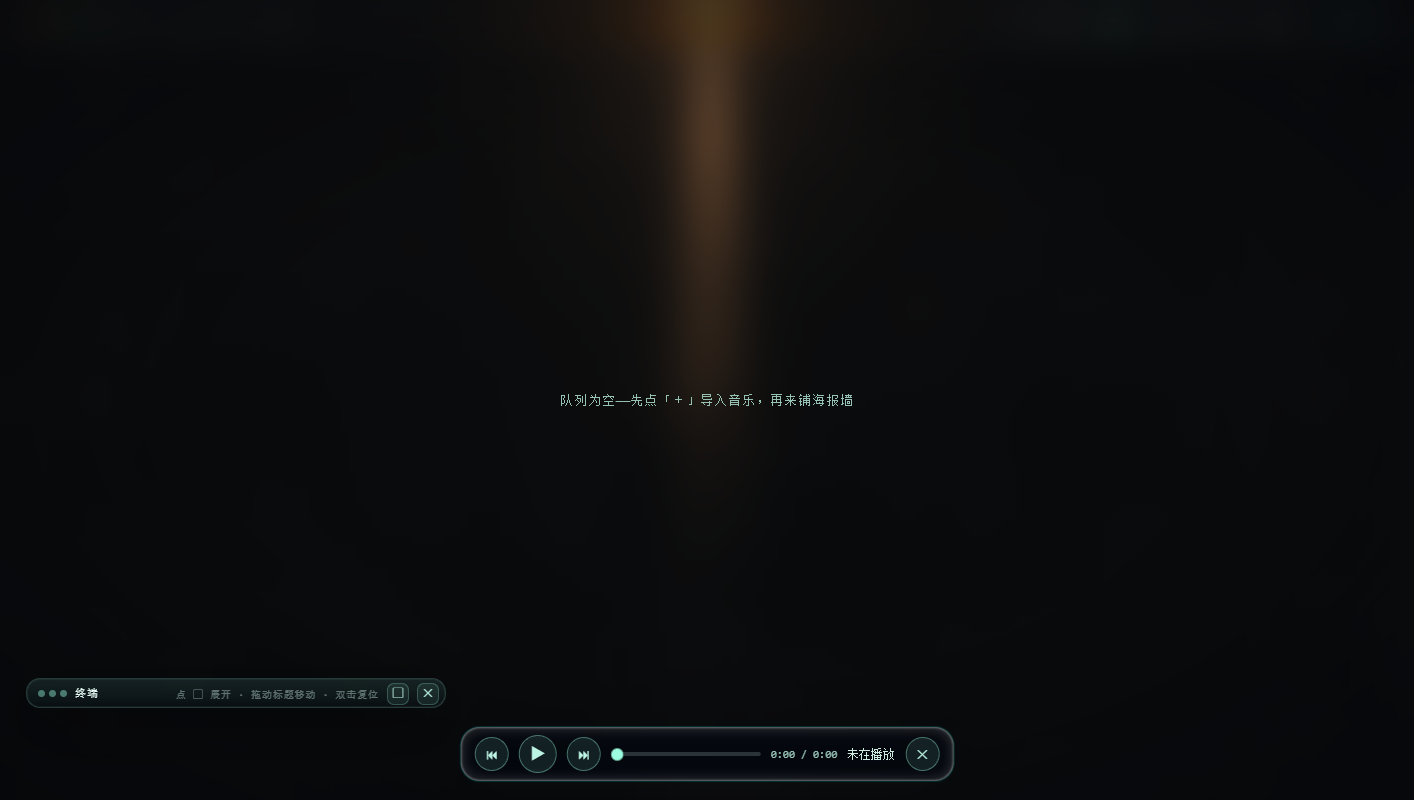 队列为空—先点「＋」导入音乐，再来铺海报墙
终端
点 □ 展开 · 拖动标题移动 · 双击复位
0:00 / 0:00 未在播放